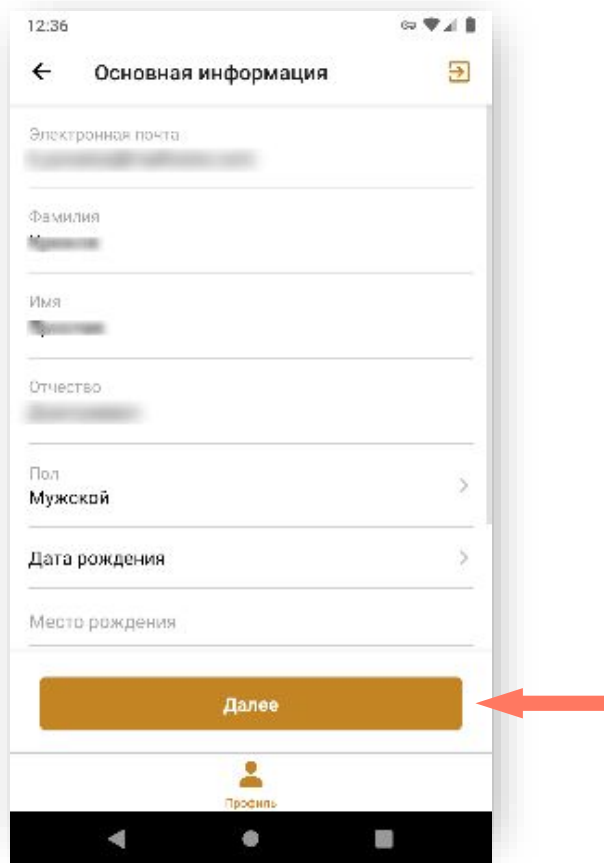 12:36
Основная информация
Электронная почта
Фамилия
Имя
Отчество
Пол
Мужской
Дата рождения
Место рождения
Далее
Профиль